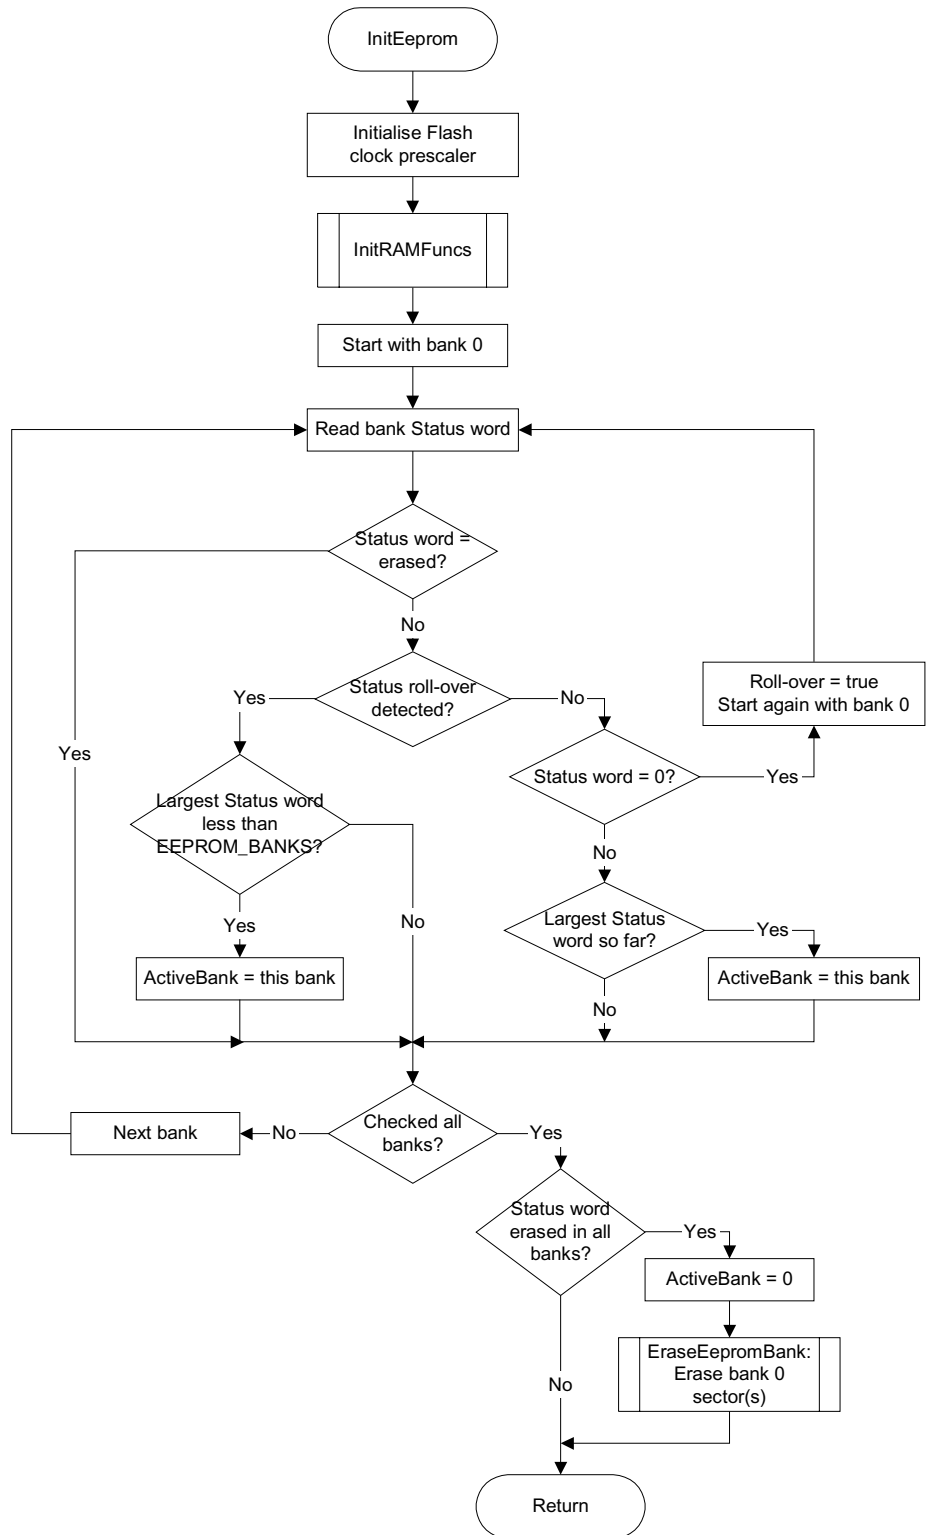 InitEeprom
Initialise Flash
clock prescaler
InitRAMFuncs
Start with bank 0
Read bank Status word
Status word =
erased?
No
Status roll-over
detected?
Yes
No
Roll-over = true
Start again with bank 0
Yes
Status word = 0?
Yes
Largest Status word
less than
EEPROM_BANKS?
No
Yes
No
Largest Status
word so far?
Yes
ActiveBank = this bank
ActiveBank = this bank
No
Next bank
No
Checked all
banks?
Yes
Status word
erased in all
banks?
Yes
ActiveBank = 0
EraseEepromBank:
Erase bank 0
sector(s)
No
Return